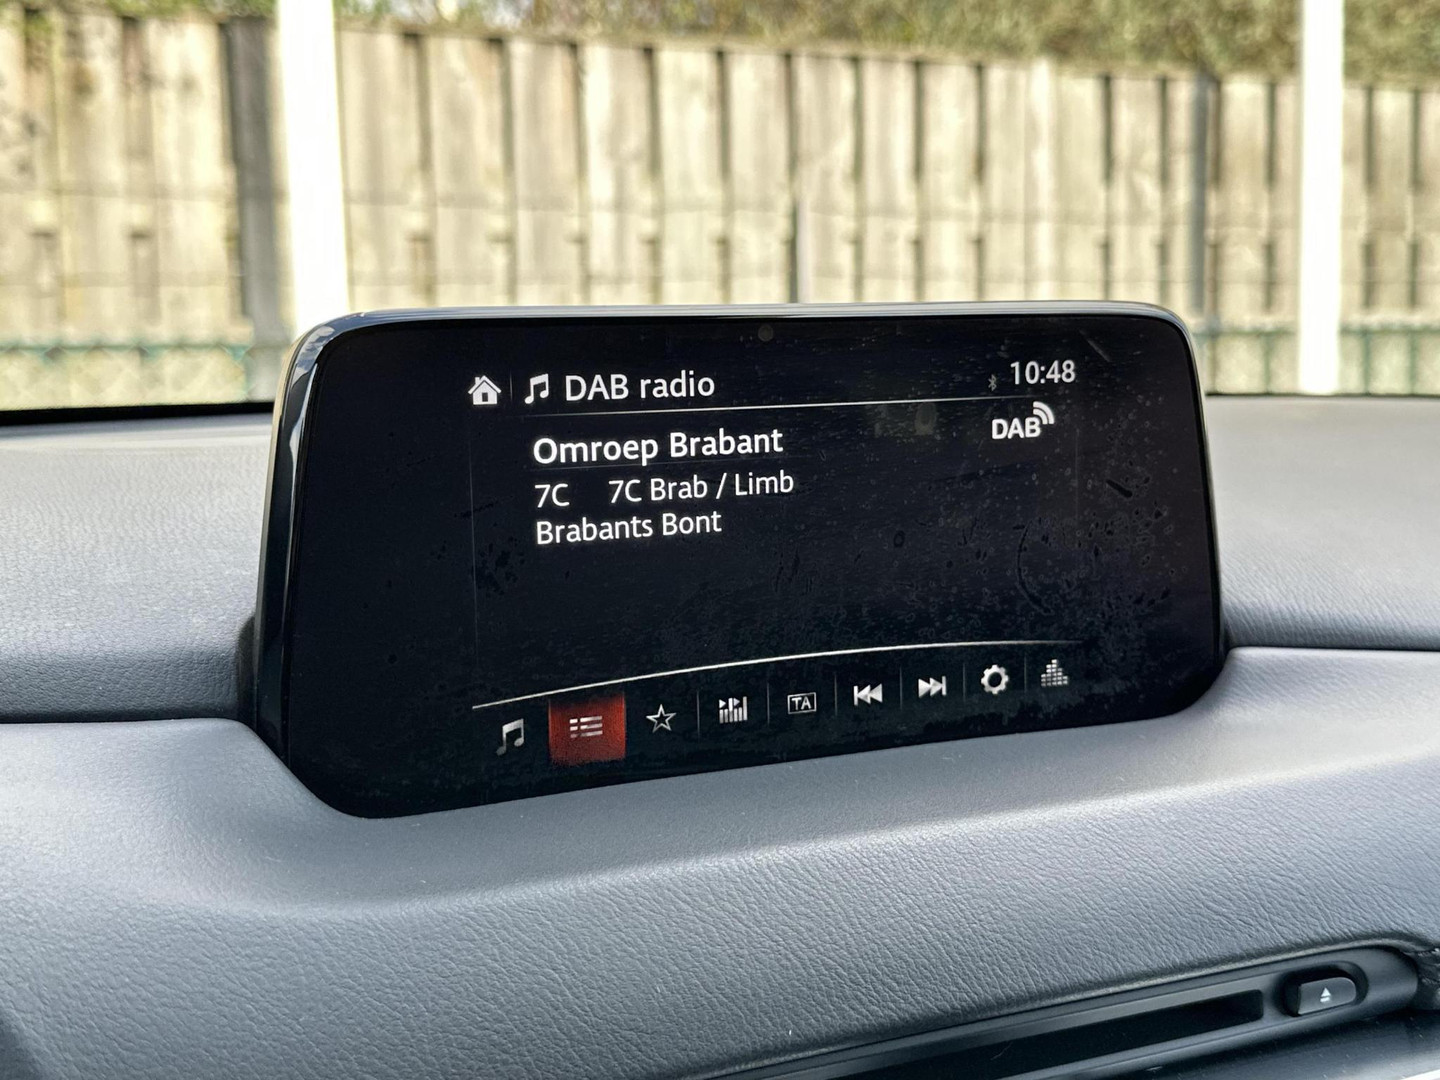 DAB radio
10:48
Omroep Brabant
DAB
7C 7C Brab / Limb
Brabants Bont
TA